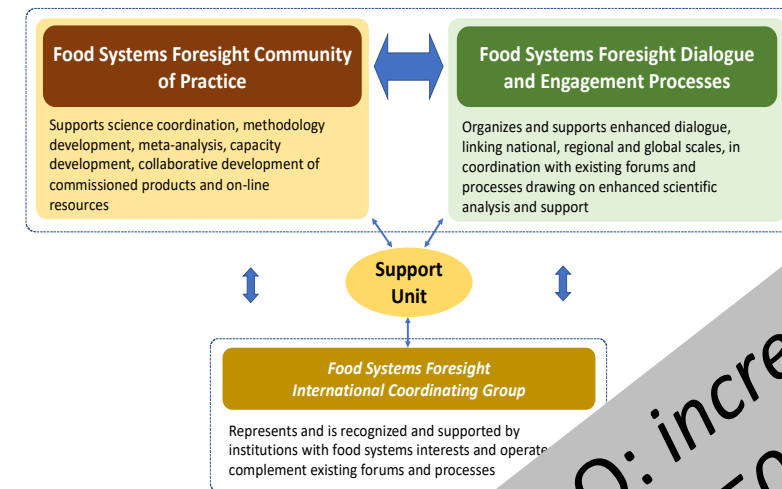 Food Systems Foresight Community
of Practice
Supports science coordination, methodology
development, meta-analysis, capacity
development, collaborative development of
commissioned products and on-line
resources
Food Systems Foresight Dialogue
and Engagement Processes
Organizes and supports enhanced dialogue,
linking national, regional and global scales, in
coordination with existing forums and
processes drawing on enhanced scientific
analysis and support
Support
Unit
Food Systems Foresight
International Coordinating Group
Represents and is recognized and supported by
institutions with food systems interests and operate
complement existing forums and processes
O: incre